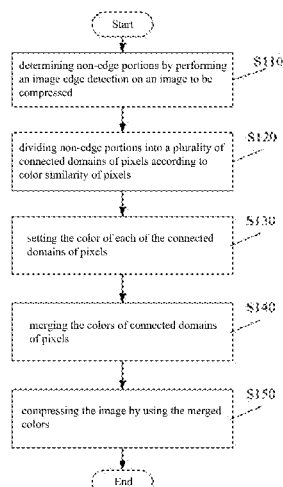 Start
S110
determining non-edge portions by performing
an image edge detection on an image to be
compressed
S120
dividing non-edge portions into a plurality of
connected domains of pixels according to
color similarity of pixels
S130
setting the color of each of the connected
domains of pixels
S140
merging the colors of connected domains
of pixels
S150
compressing the image by using the merged
colors
End